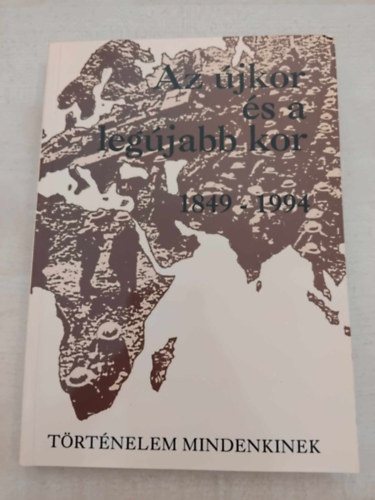 Az újkor
és a
legújabb kor
1849 - 1994
TÖRTÉNELEM MINDENKINEK